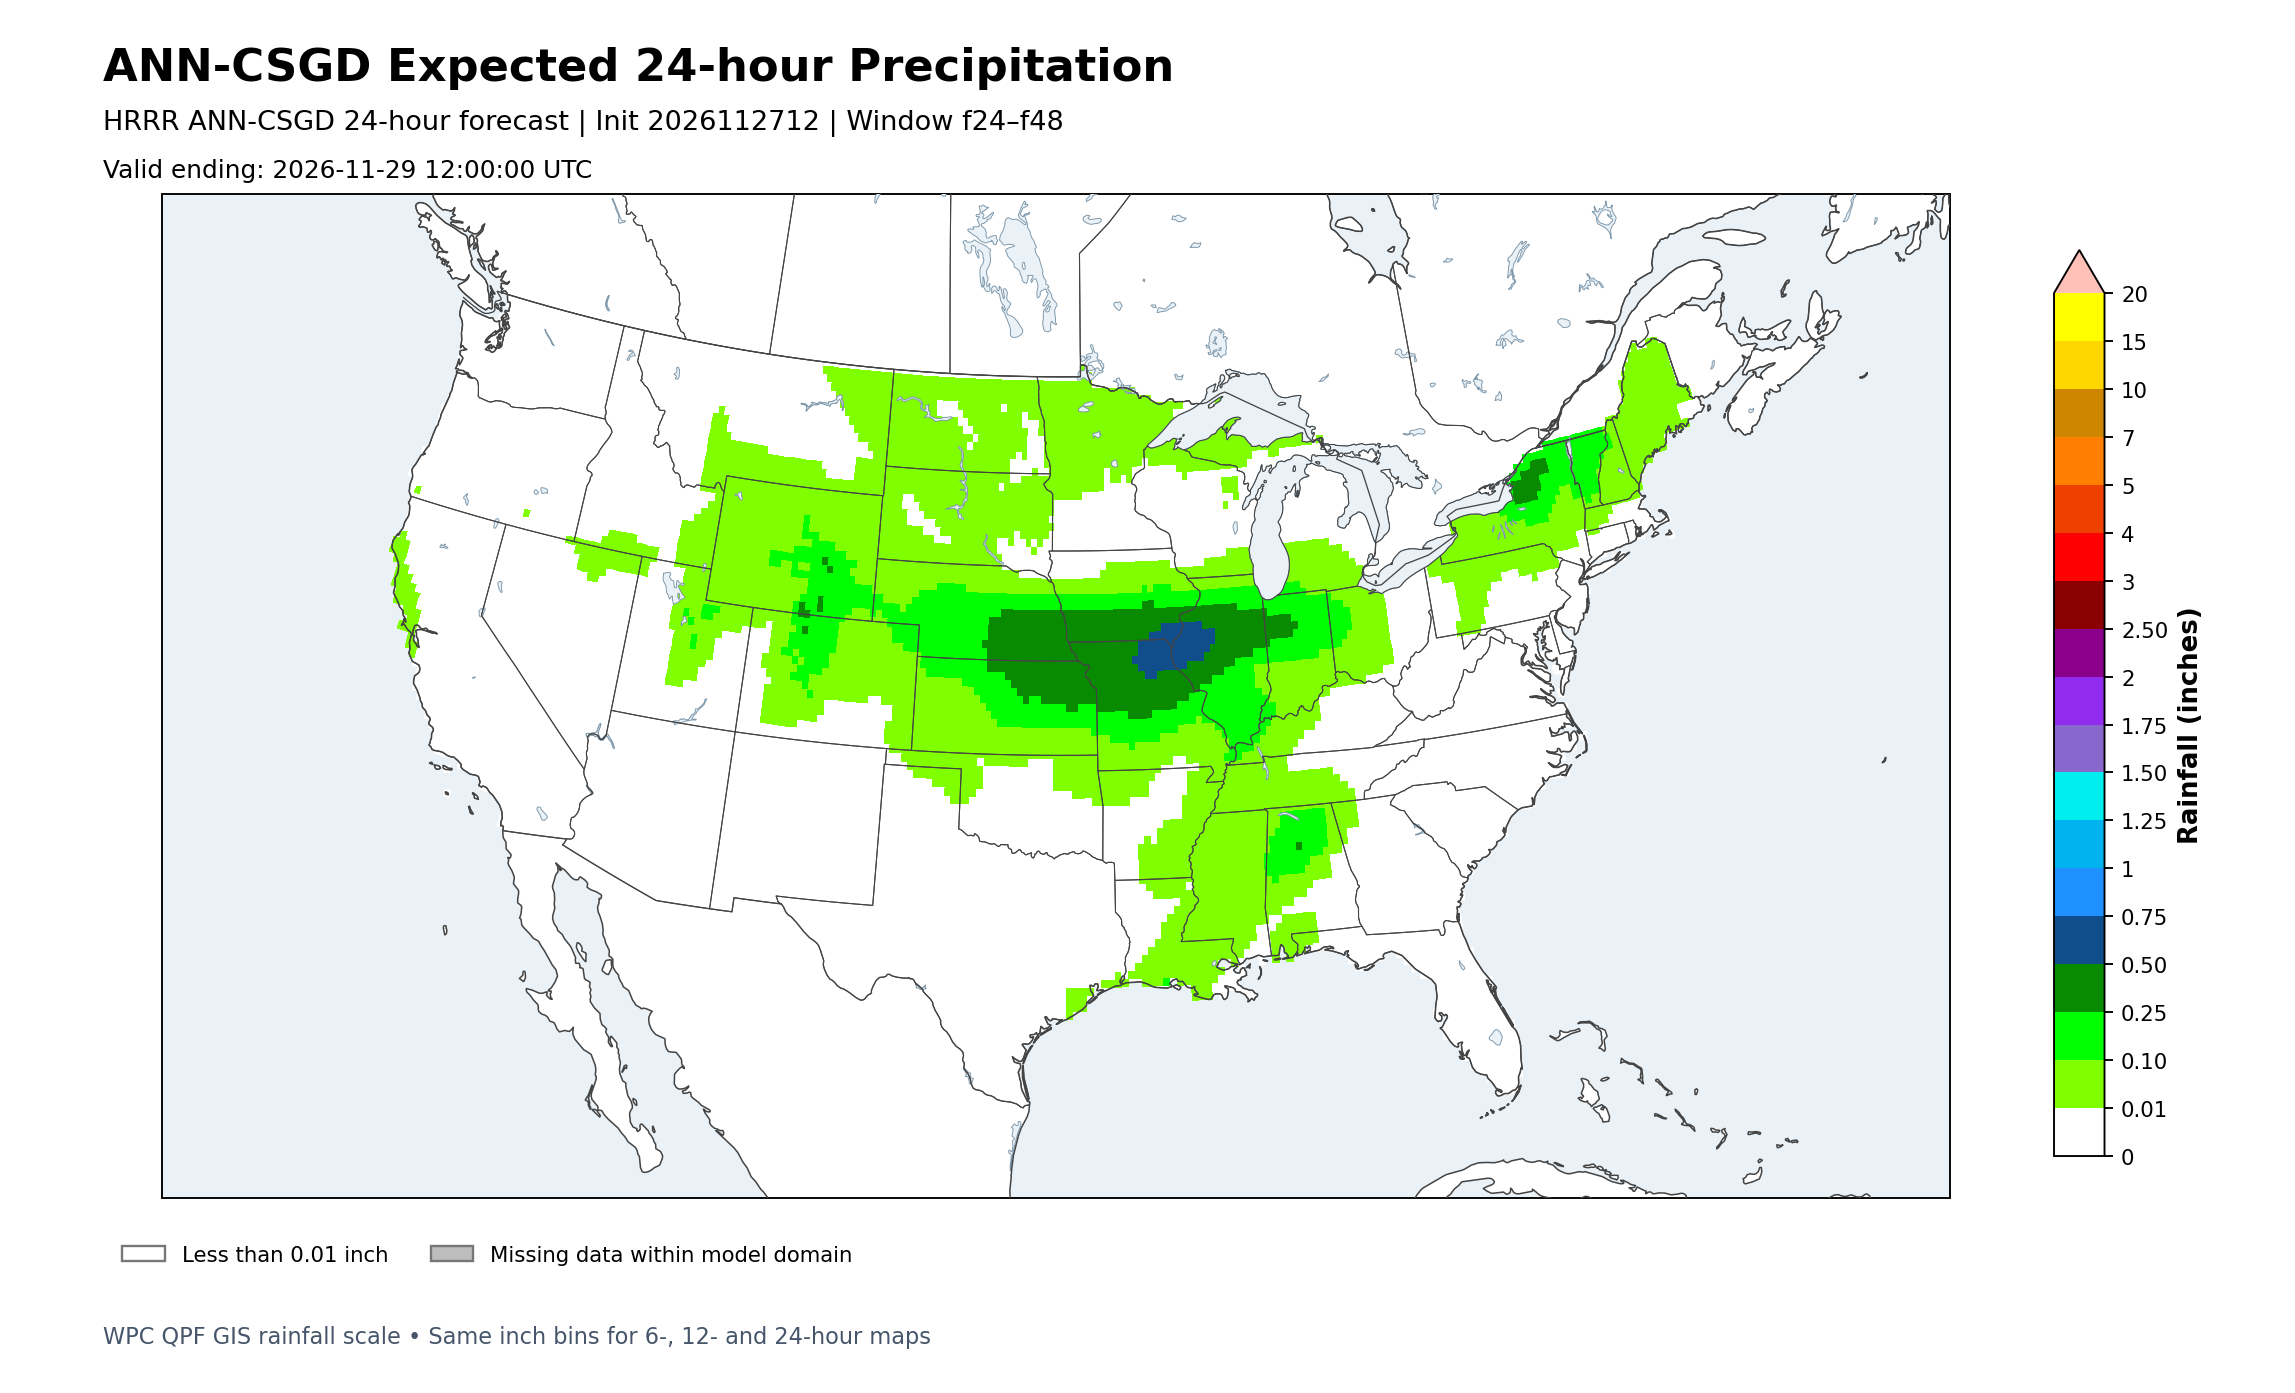 ANN-CSGD Expected 24-hour Precipitation
HRRR ANN-CSGD 24-hour forecast | Init 2026112712 | Window f24–f48
Valid ending: 2026-11-29 12:00:00 UTC
20
15
10
7
5
4
3
2.50
2
1.75
1.50
1.25
1
0.75
0.50
0.25
0.10
0.01
0
Rainfall (inches)
Less than 0.01 inch
Missing data within model domain
WPC QPF GIS rainfall scale • Same inch bins for 6-, 12- and 24-hour maps